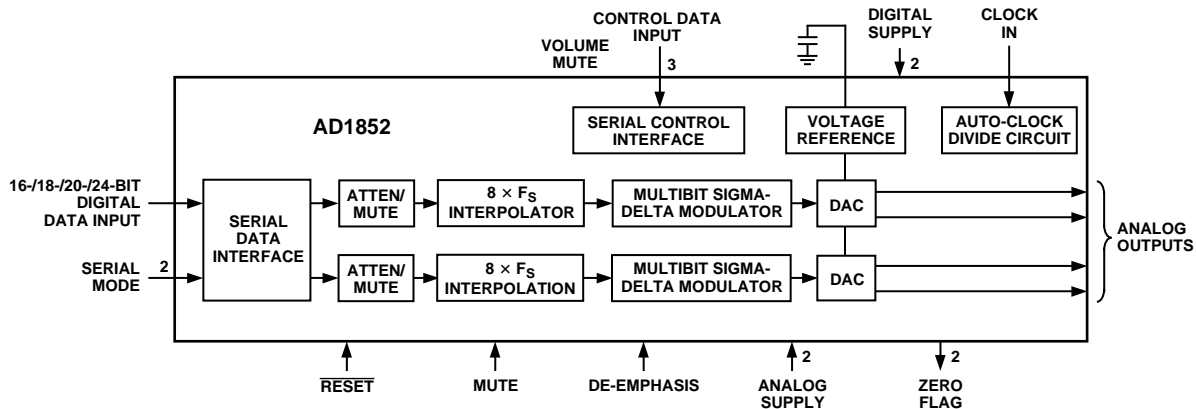 CONTROL DATA
INPUT
VOLUME
MUTE
3
DIGITAL
SUPPLY
2
CLOCK
IN
AD1852
SERIAL CONTROL
INTERFACE
VOLTAGE
REFERENCE
AUTO-CLOCK
DIVIDE CIRCUIT
16-/18-/20-/24-BIT
DIGITAL
DATA INPUT
SERIAL
MODE
2
SERIAL
DATA
INTERFACE
ATTEN/
MUTE
8 × FS
INTERPOLATOR
MULTIBIT SIGMA-
DELTA MODULATOR
DAC
ATTEN/
MUTE
8 × FS
INTERPOLATION
MULTIBIT SIGMA-
DELTA MODULATOR
DAC
ANALOG
OUTPUTS
RESET
MUTE
DE-EMPHASIS
2
ANALOG
SUPPLY
2
ZERO
FLAG